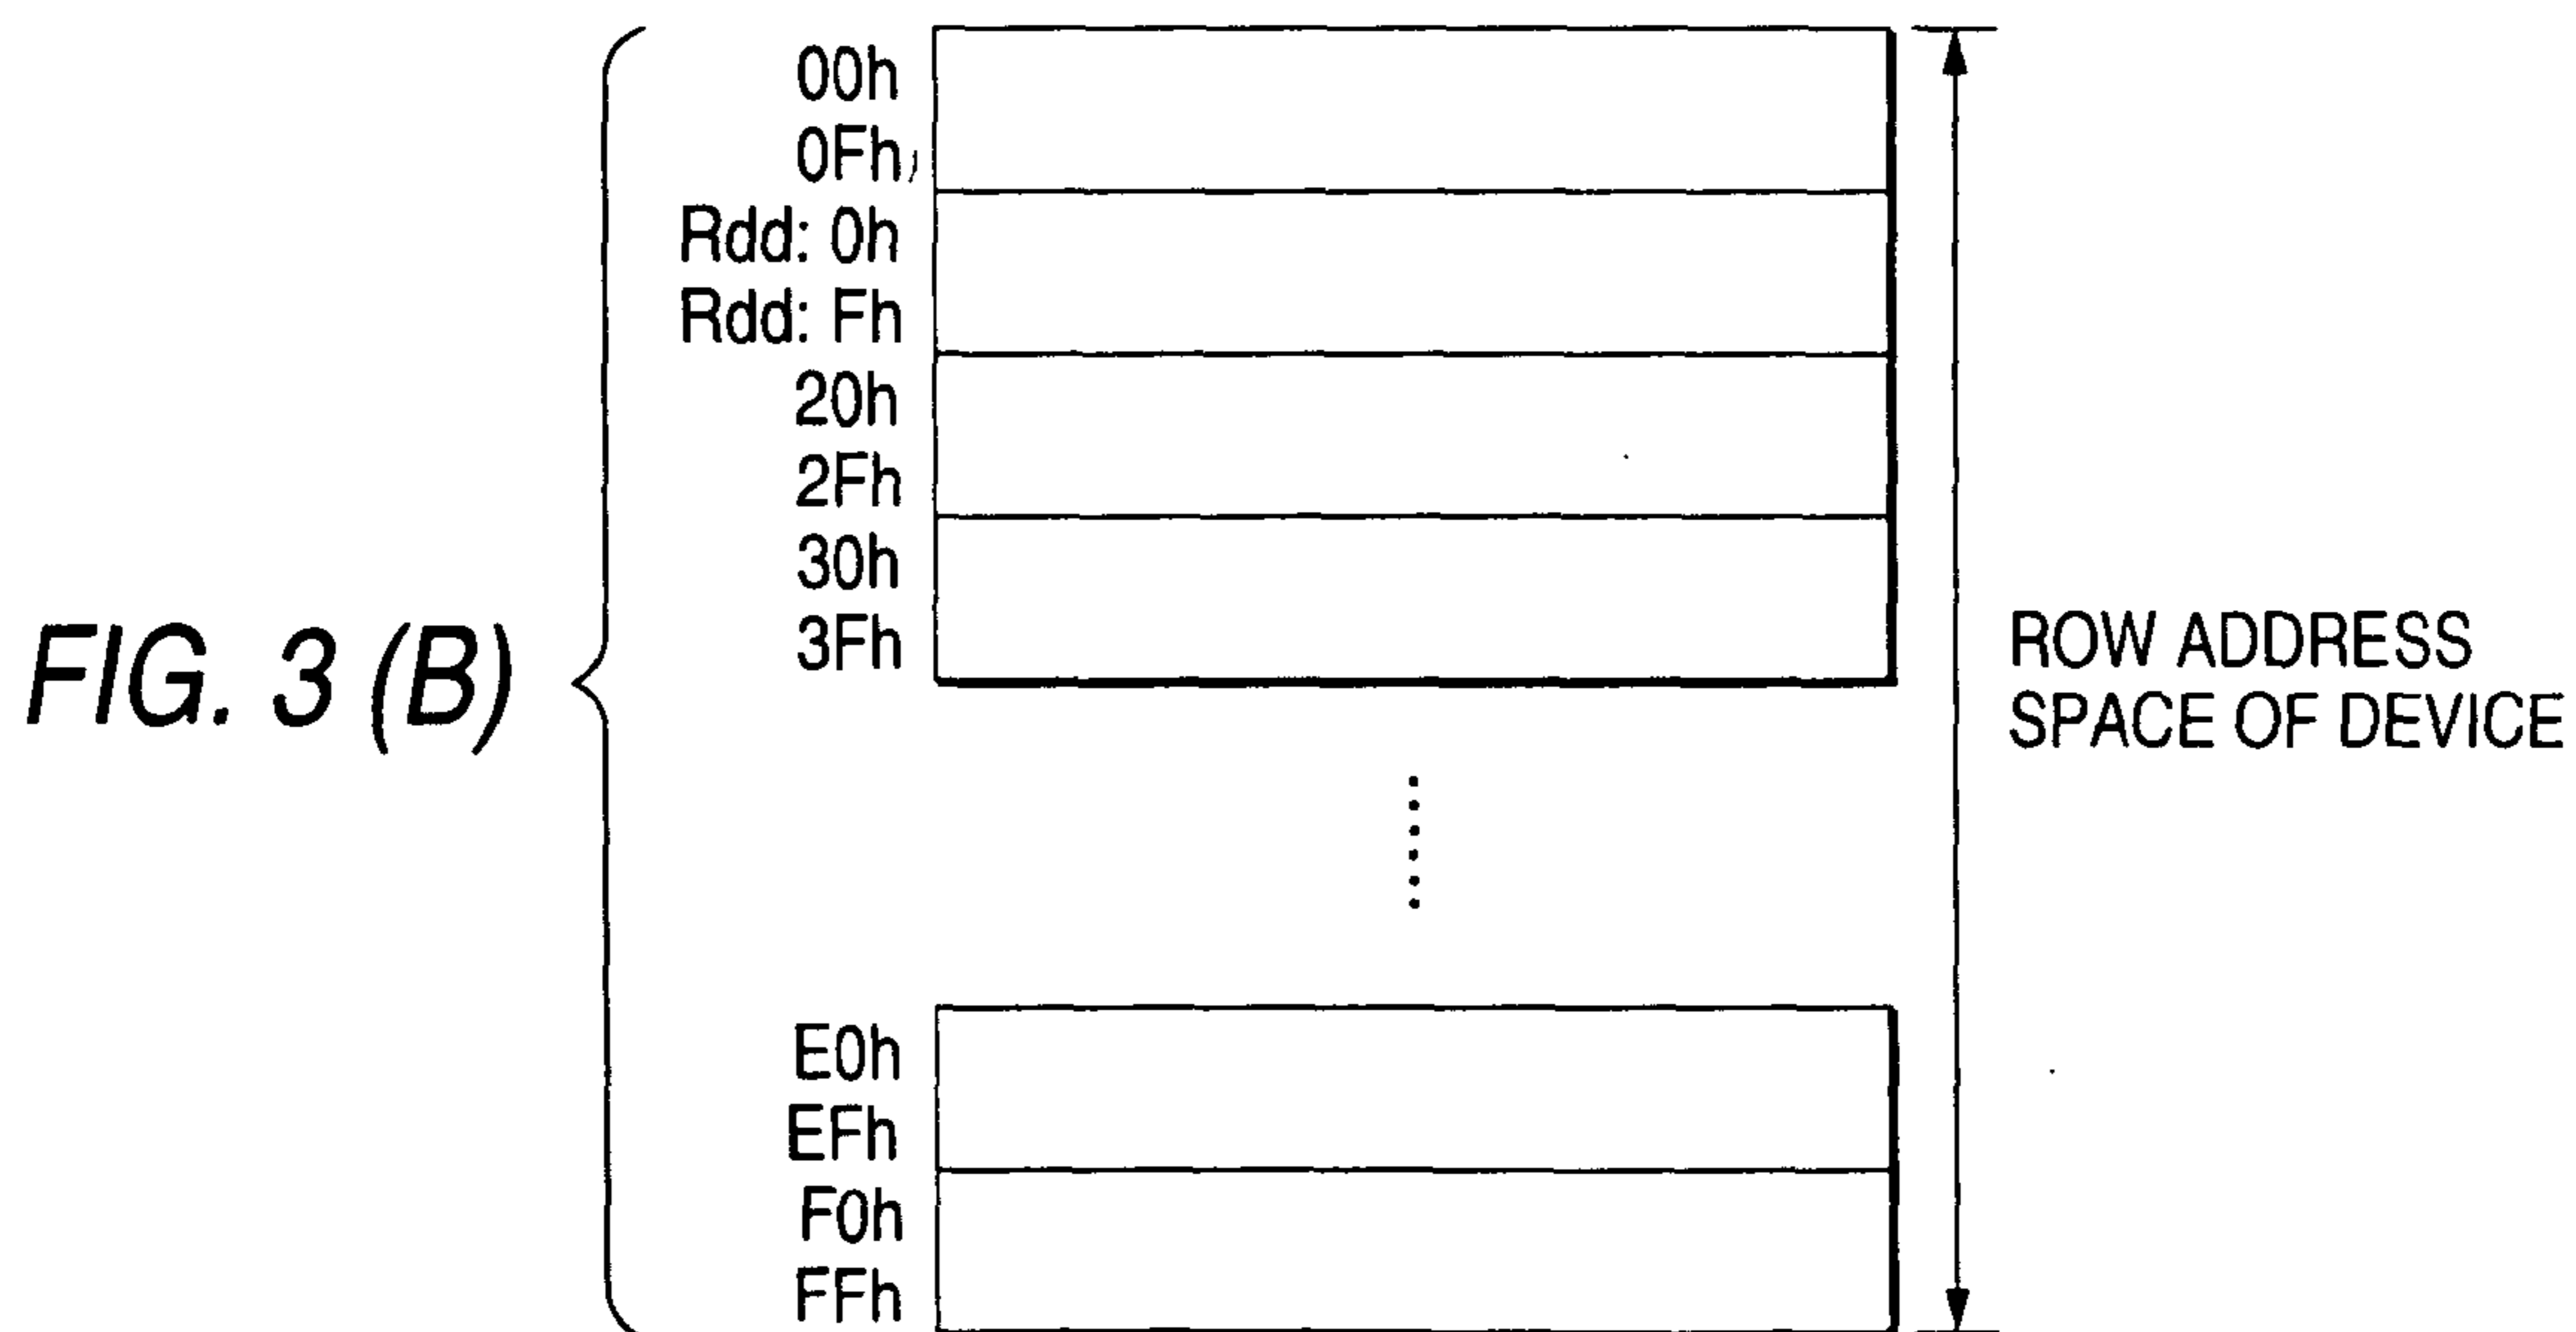 00h
0Fh
Rdd: 0h
Rdd: Fh
20h
2Fh
30h
3Fh
FIG. 3 (B)
ROW ADDRESS
SPACE OF DEVICE
E0h
EFh
F0h
FFh